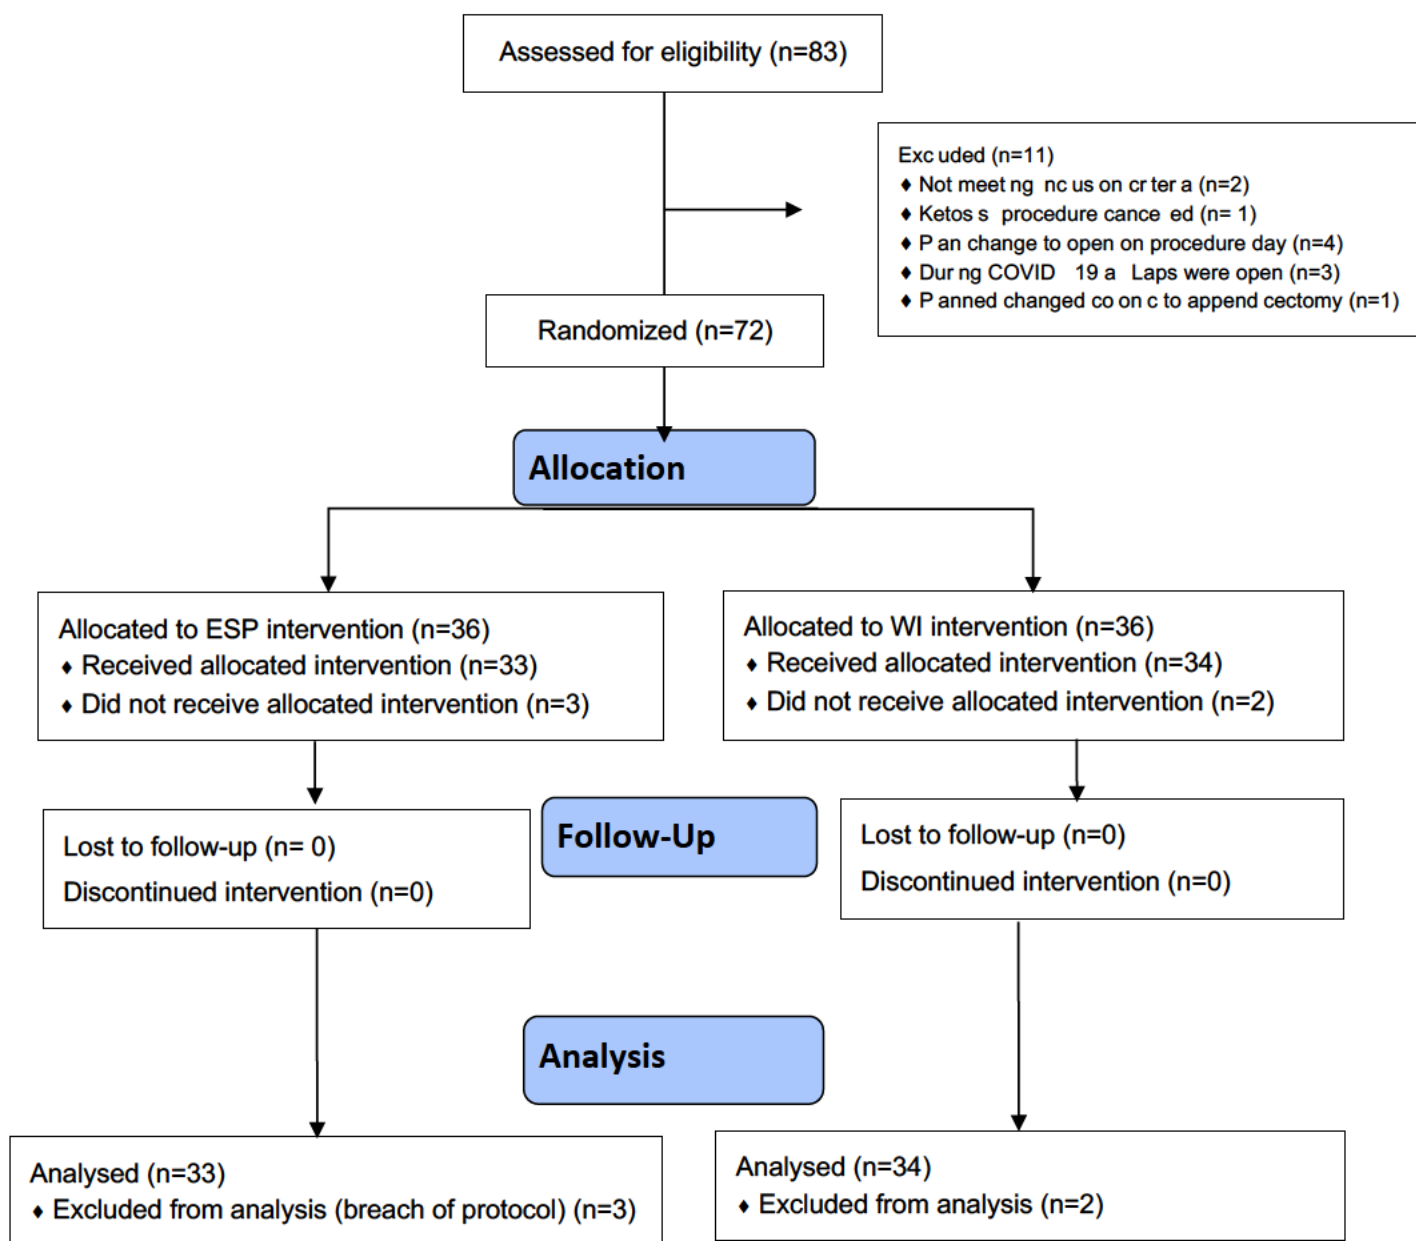 Assessed for eligibility (n=83)
Exc uded (n=11)
♦ Not meet ng nc us on cr ter a (n=2)
♦ Ketos s procedure cance ed (n= 1)
♦ P an change to open on procedure day (n=4)
♦ Dur ng COVID 19 a Laps were open (n=3)
♦ P anned changed co on c to append cectomy (n=1)
Randomized (n=72)
Allocation
Allocated to ESP intervention (n=36)
♦ Received allocated intervention (n=33)
♦ Did not receive allocated intervention (n=3)
Allocated to WI intervention (n=36)
♦ Received allocated intervention (n=34)
♦ Did not receive allocated intervention (n=2)
Follow-Up
Lost to follow-up (n= 0)
Discontinued intervention (n=0)
Lost to follow-up (n=0)
Discontinued intervention (n=0)
Analysis
Analysed (n=33)
♦ Excluded from analysis (breach of protocol) (n=3)
Analysed (n=34)
♦ Excluded from analysis (n=2)